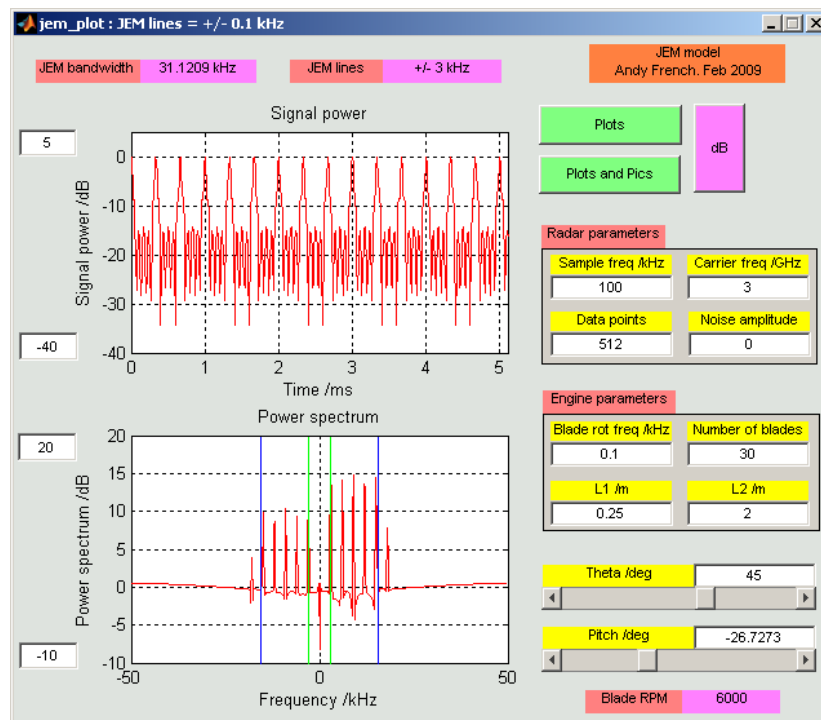 jem_plot : JEM lines = +/- 0.1 kHz
JEM bandwidth 31.1209 kHz JEM lines +/- 3 kHz
JEM model
Andy French. Feb 2009
Signal power
5
-40
Signal power /dB
0
-10
-20
-30
-40
0 1 2 3 4 5
Time /ms
Plots
Plots and Pics
dB
Radar parameters
Sample freq /kHz Carrier freq /GHz
100 3
Data points Noise amplitude
512 0
Power spectrum
20
-10
Power spectrum /dB
20
15
10
5
0
-5
-10
-50 0 50
Frequency /kHz
Engine parameters
Blade rot freq /kHz Number of blades
0.1 30
L1 /m L2 /m
0.25 2
Theta /deg 45
Pitch /deg -26.7273
Blade RPM 6000